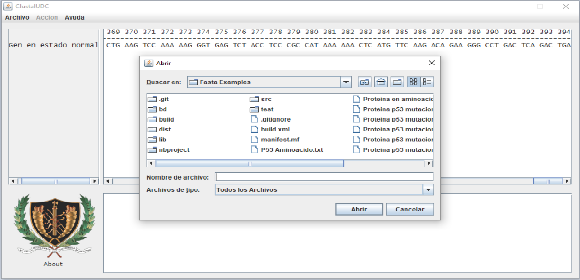 ClustalUPC
Archivo Accion Ayuda
369 370 371 372 373 374 375 376 377 378 379 380 381 382 383 384 385 386 387 388 389 390 391 392 393 394
Gen en estado normal CTG AAG TCC AAA AAG GGT GAG TCT ACC TCC CGC CAT AAA AAA CTC ATG TTC AAG ACA GAA GGG CCT GAC TCA GAC TGA
Abrir
Buscar en: Fasta Examples
.git src Proteina en aminoacid
bd test Proteina p53 mutacion
build .gitignore Proteina p53 mutacion
dist build.xml Proteina p53 mutacion
lib manifest.mf Proteina p53 mutacion
nbproject P53 Aminoacido.txt Proteina p53 mutacion
Nombre de archivo:
Archivos de tipo: Todos los Archivos
Abrir Cancelar
About